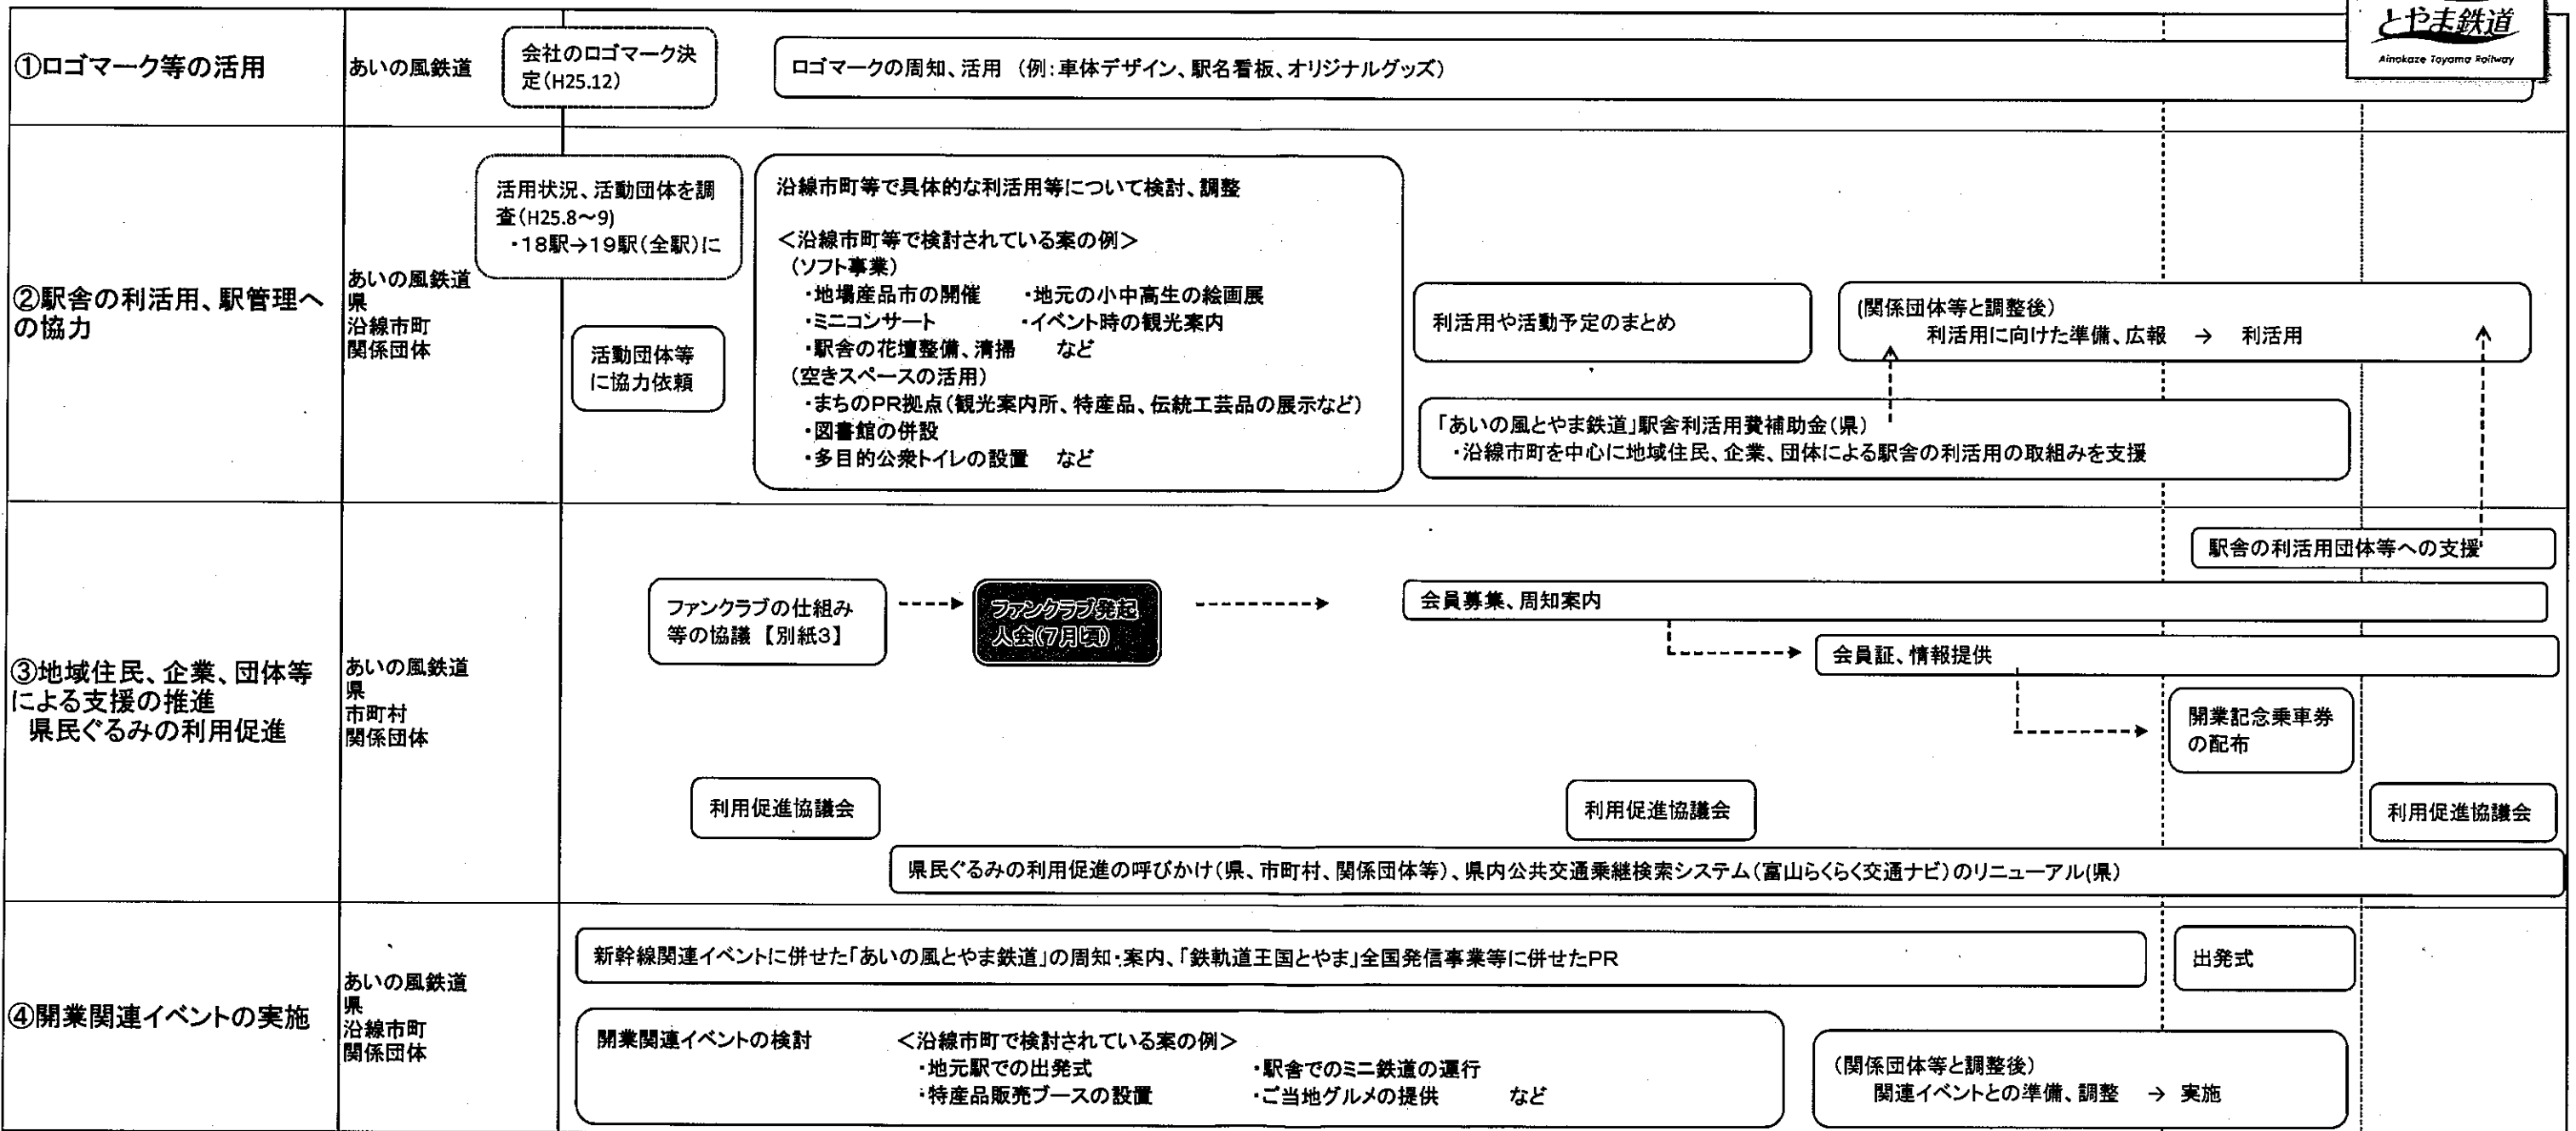 とやま鉄道
Ainokaze Toyama Railway
①ロゴマーク等の活用
あいの風鉄道
会社のロゴマーク決
定(H25.12)
ロゴマークの周知、活用 (例:車体デザイン、駅名看板、オリジナルグッズ)
②駅舎の利活用、駅管理へ
の協力
あいの風鉄道
県
沿線市町
関係団体
活用状況、活動団体を調
査(H25.8～9)
・18駅→19駅(全駅)に
活動団体等
に協力依頼
沿線市町等で具体的な利活用等について検討、調整
＜沿線市町等で検討されている案の例＞
(ソフト事業)
・地場産品市の開催 ・地元の小中高生の絵画展
・ミニコンサート ・イベント時の観光案内
・駅舎の花壇整備、清掃 など
(空きスペースの活用)
・まちのPR拠点(観光案内所、特産品、伝統工芸品の展示など)
・図書館の併設
・多目的公衆トイレの設置 など
利活用や活動予定のまとめ
(関係団体等と調整後)
利活用に向けた準備、広報 → 利活用
「あいの風とやま鉄道」駅舎利活用費補助金(県)
・沿線市町を中心に地域住民、企業、団体による駅舎の利活用の取組みを支援
③地域住民、企業、団体等
による支援の推進
県民ぐるみの利用促進
あいの風鉄道
県
市町村
関係団体
駅舎の利活用団体等への支援
ファンクラブの仕組み
等の協議 【別紙3】
ファンクラブ発起
人会(7月頃)
会員募集、周知案内
会員証、情報提供
開業記念乗車券
の配布
利用促進協議会
利用促進協議会
利用促進協議会
県民ぐるみの利用促進の呼びかけ(県、市町村、関係団体等)、県内公共交通乗継検索システム(富山らくらく交通ナビ)のリニューアル(県)
④開業関連イベントの実施
あいの風鉄道
県
沿線市町
関係団体
新幹線関連イベントに併せた「あいの風とやま鉄道」の周知・案内、「鉄軌道王国とやま」全国発信事業等に併せたPR
出発式
開業関連イベントの検討 ＜沿線市町で検討されている案の例＞
・地元駅での出発式 ・駅舎でのミニ鉄道の運行
・特産品販売ブースの設置 ・ご当地グルメの提供 など
(関係団体等と調整後)
関連イベントとの準備、調整 → 実施